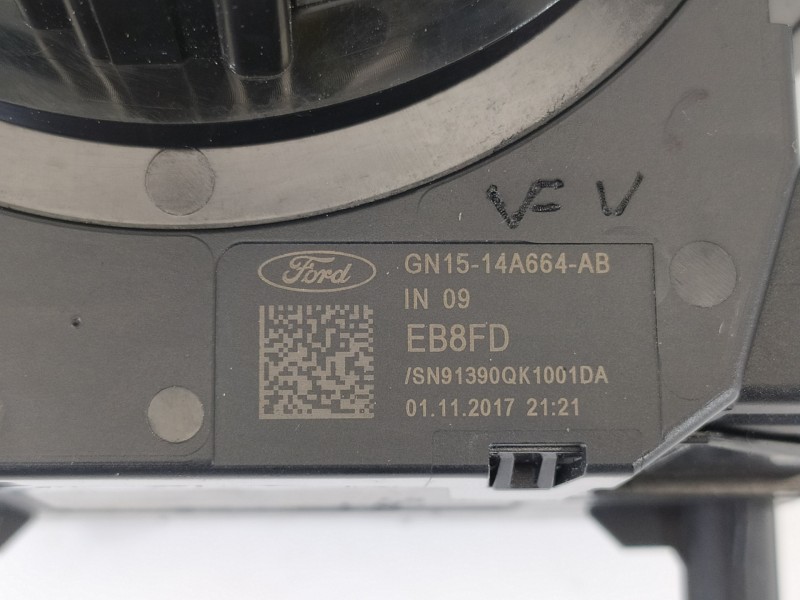 VF V
Ford
GN15-14A664-AB
IN 09
EB8FD
/SN91390QK1001DA
01.11.2017 21:21